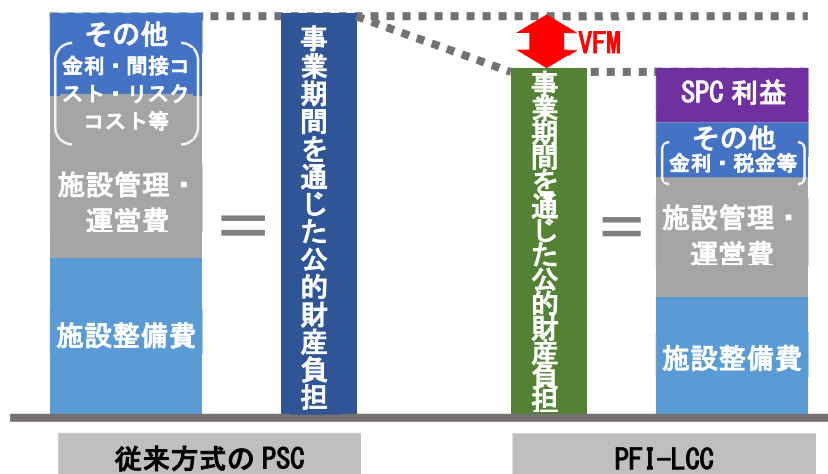 その他
(金利・間接コ
スト・リスク
コスト等)
施設管理・
運営費
施設整備費
=
事業期間を通じた公的財産負担
VFM
事業期間を通じた公的財産負担
=
SPC 利益
その他
(金利・税金等)
施設管理・
運営費
施設整備費
従来方式の PSC
PFI-LCC